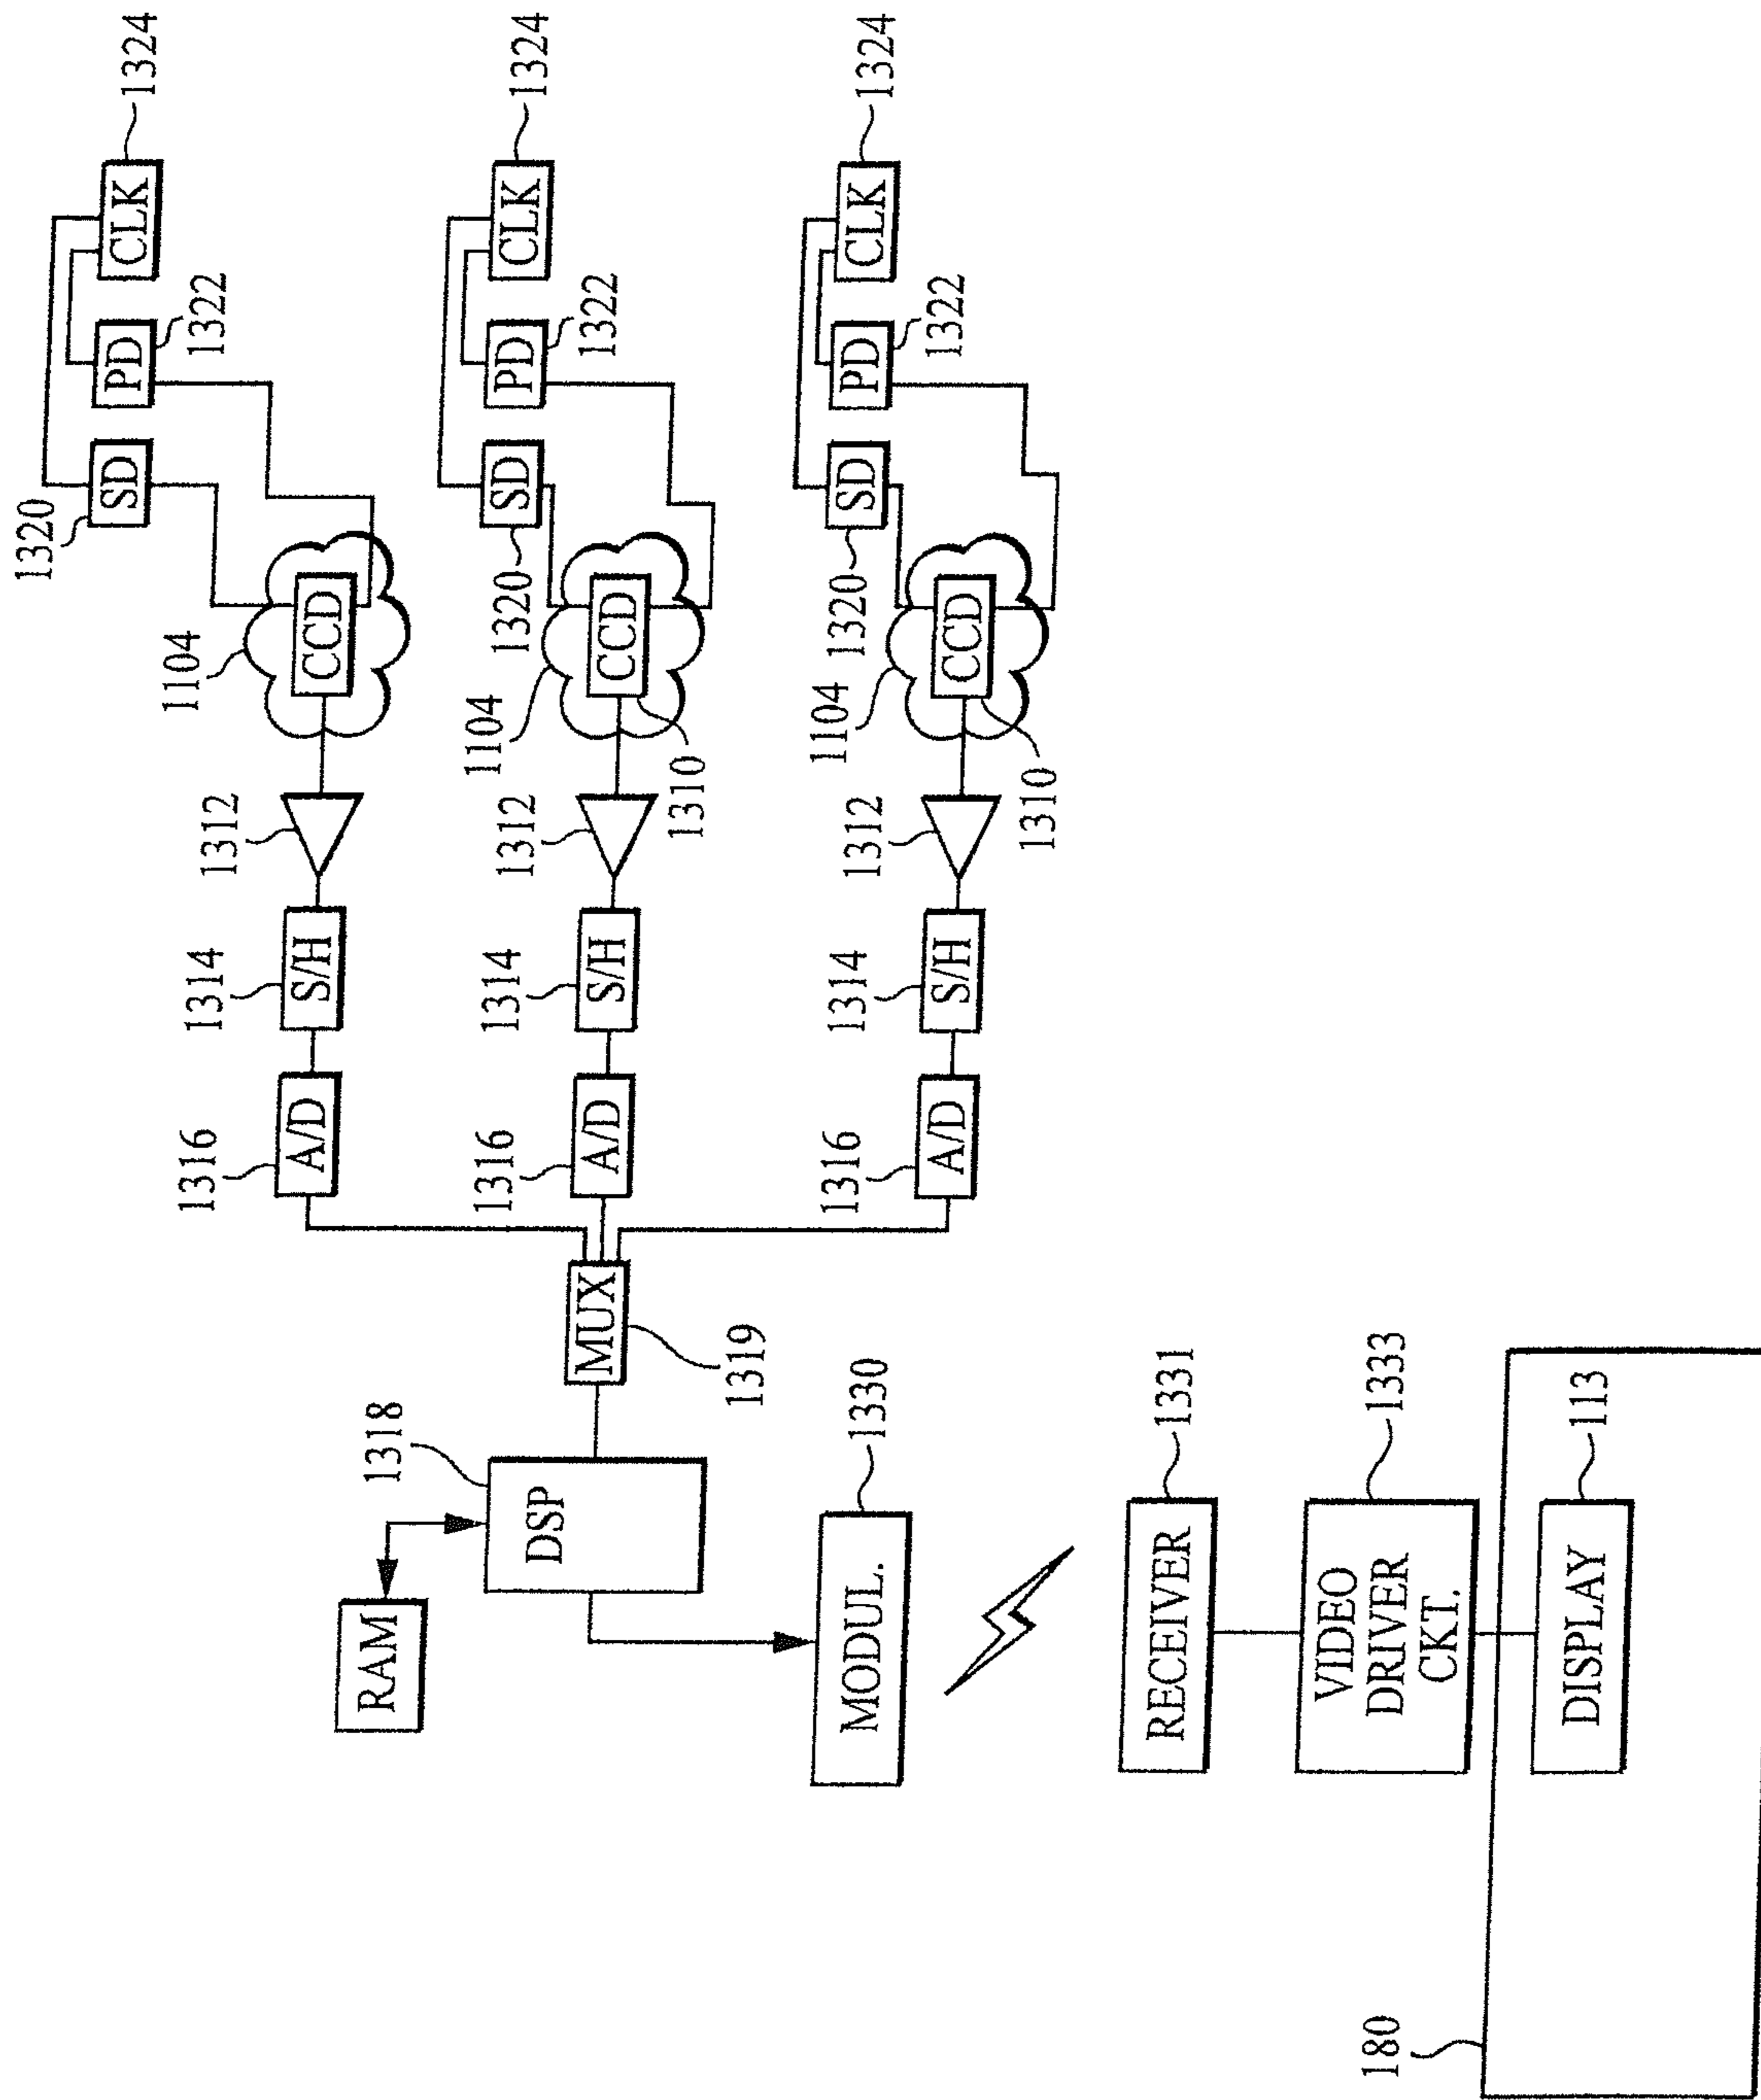 1320
SD PD CLK 1324
1316 1314 1312 1104 1322
A/D S/H CCD
RAM 1318
1316 1314 1312 1104 1320 SD PD CLK 1324
DSP
MUX A/D S/H CCD 1322
1310
1319
1316 1314 1312 1104 1320 SD PD CLK 1324
MODUL. 1330
A/D S/H CCD 1322
1310
RECEIVER 1331
VIDEO
DRIVER
CKT.
1333
180
DISPLAY 113